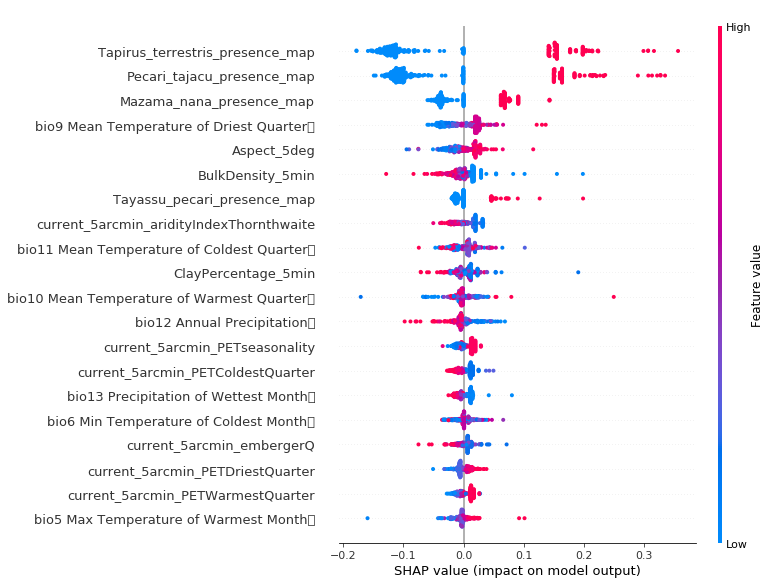 High
Tapirus_terrestris_presence_map
Pecari_tajacu_presence_map
Mazama_nana_presence_map
bio9 Mean Temperature of Driest Quarter▯
Aspect_5deg
BulkDensity_5min
Tayassu_pecari_presence_map
current_5arcmin_aridityIndexThornthwaite
bio11 Mean Temperature of Coldest Quarter▯
ClayPercentage_5min
bio10 Mean Temperature of Warmest Quarter▯
bio12 Annual Precipitation▯
current_5arcmin_PETseasonality
current_5arcmin_PETColdestQuarter
bio13 Precipitation of Wettest Month▯
bio6 Min Temperature of Coldest Month▯
current_5arcmin_embergerQ
current_5arcmin_PETDriestQuarter
current_5arcmin_PETWarmestQuarter
bio5 Max Temperature of Warmest Month▯
Feature value
Low
−0.2 −0.1 0.0 0.1 0.2 0.3
SHAP value (impact on model output)